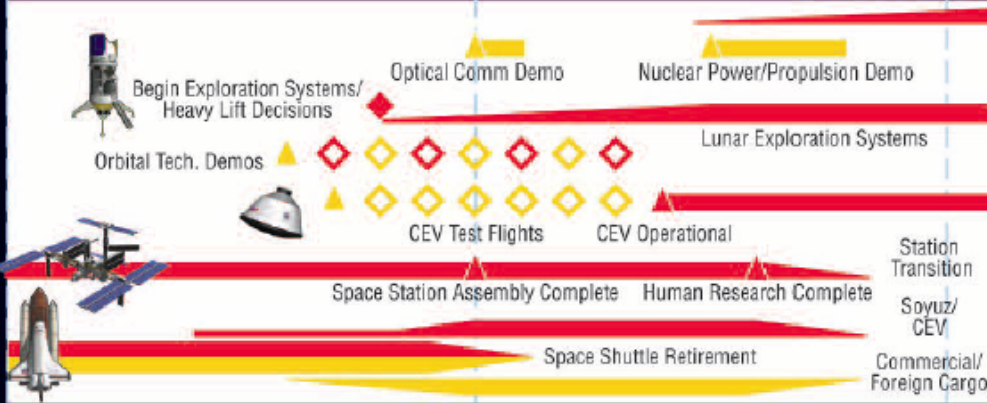 Optical Comm Demo
Nuclear Power/Propulsion Demo
Begin Exploration Systems/
Heavy Lift Decisions
Lunar Exploration Systems
Orbital Tech. Demos
CEV Test Flights
CEV Operational
Station
Transition
Space Station Assembly Complete
Human Research Complete
Soyuz/
CEV
Space Shuttle Retirement
Commercial/
Foreign Cargo